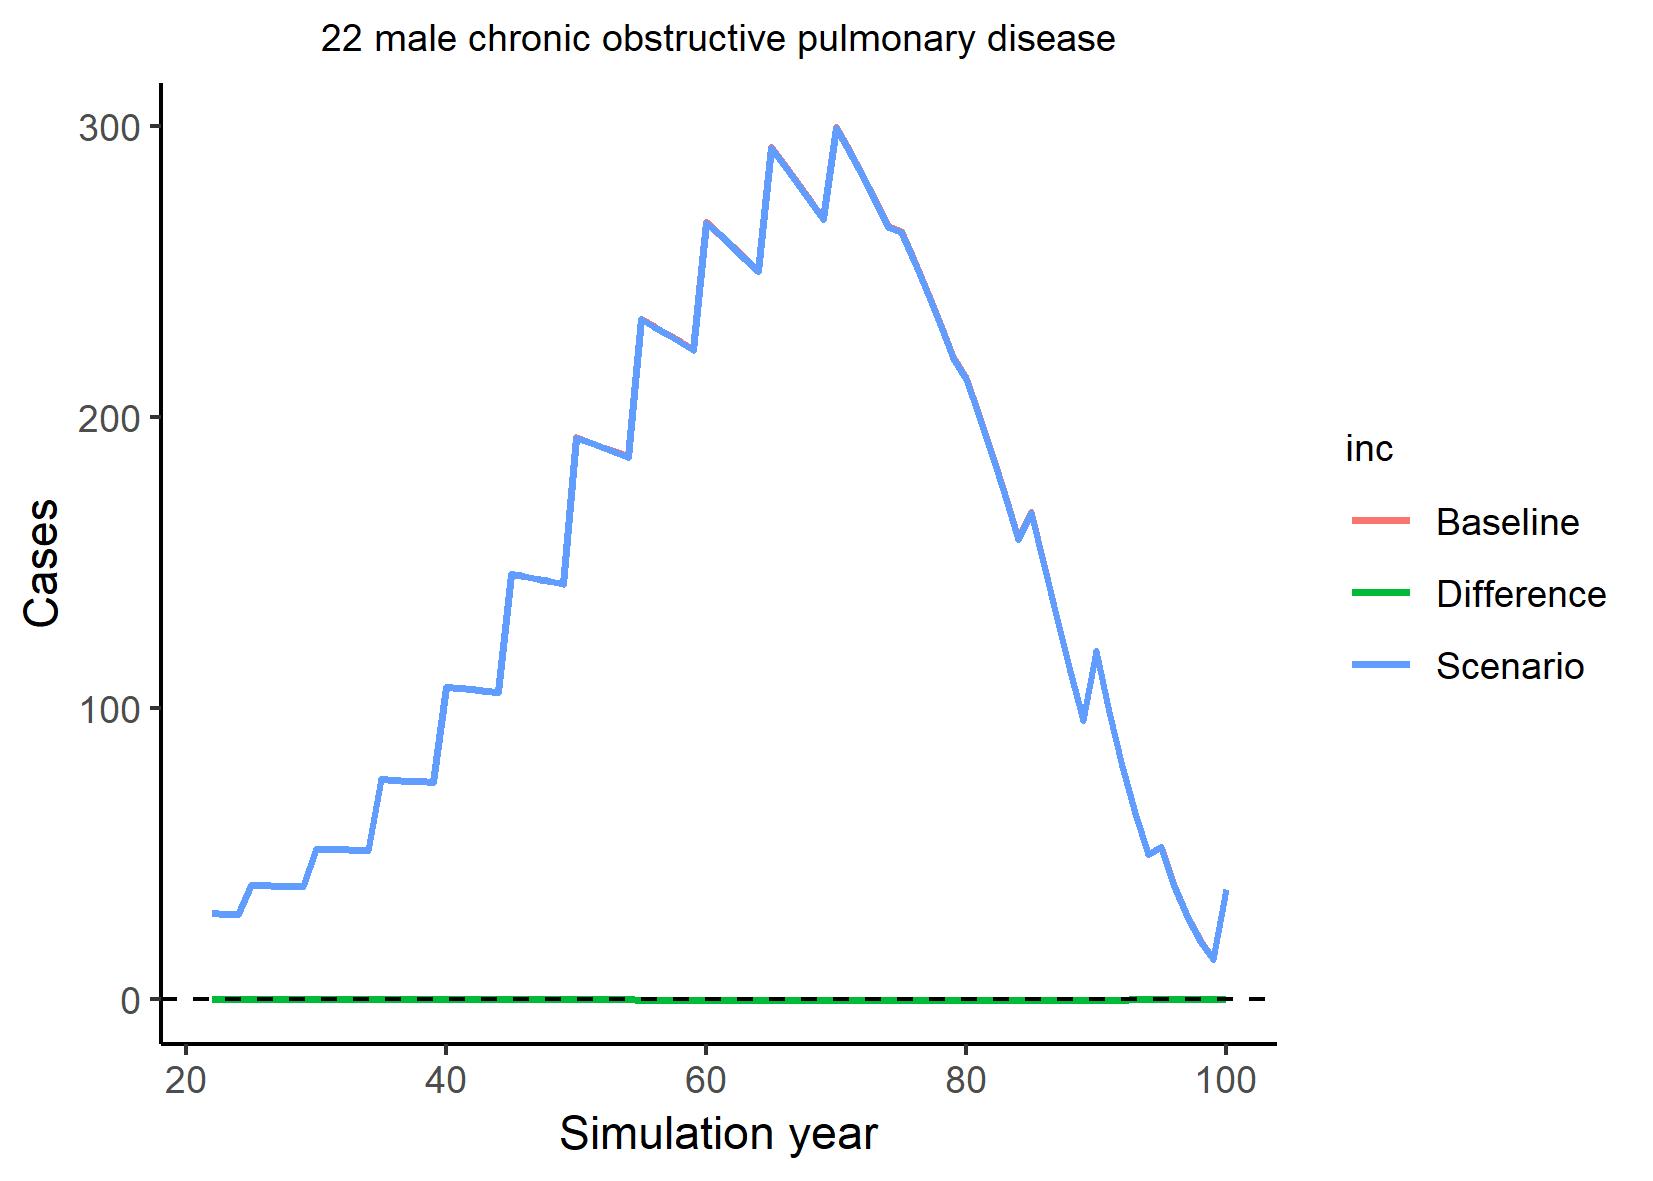 22 male chronic obstructive pulmonary disease
300
200
100
0
Cases
20 40 60 80 100
Simulation year
inc
Baseline
Difference
Scenario